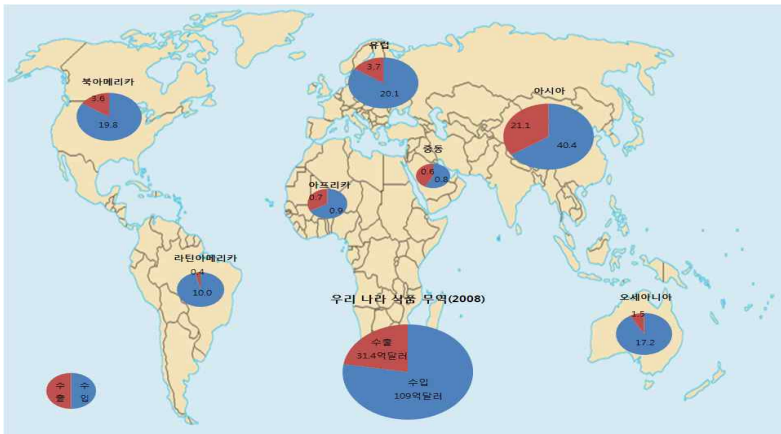 유럽
3.7
20.1
북아메리카
3.6
19.8
아시아
21.1
40.4
중동
0.6
0.8
아프리카
0.7
0.9
라틴아메리카
0.4
10.0
우리 나라 식품 무역(2008)
수출
31.4억달러
수입
109억달러
오세아니아
1.5
17.2
수 수
출 입